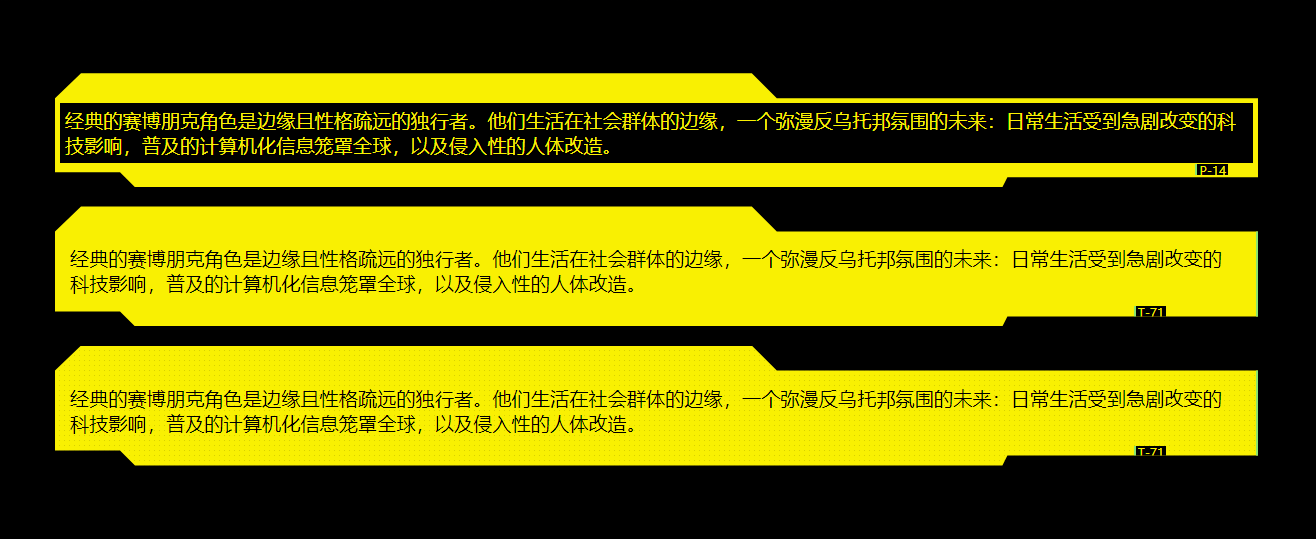 经典的赛博朋克角色是边缘且性格疏远的独行者。他们生活在社会群体的边缘，一个弥漫反乌托邦氛围的未来：日常生活受到急剧改变的科
技影响，普及的计算机化信息笼罩全球，以及侵入性的人体改造。
P-14
经典的赛博朋克角色是边缘且性格疏远的独行者。他们生活在社会群体的边缘，一个弥漫反乌托邦氛围的未来：日常生活受到急剧改变的
科技影响，普及的计算机化信息笼罩全球，以及侵入性的人体改造。
T-71
经典的赛博朋克角色是边缘且性格疏远的独行者。他们生活在社会群体的边缘，一个弥漫反乌托邦氛围的未来：日常生活受到急剧改变的
科技影响，普及的计算机化信息笼罩全球，以及侵入性的人体改造。
T-71